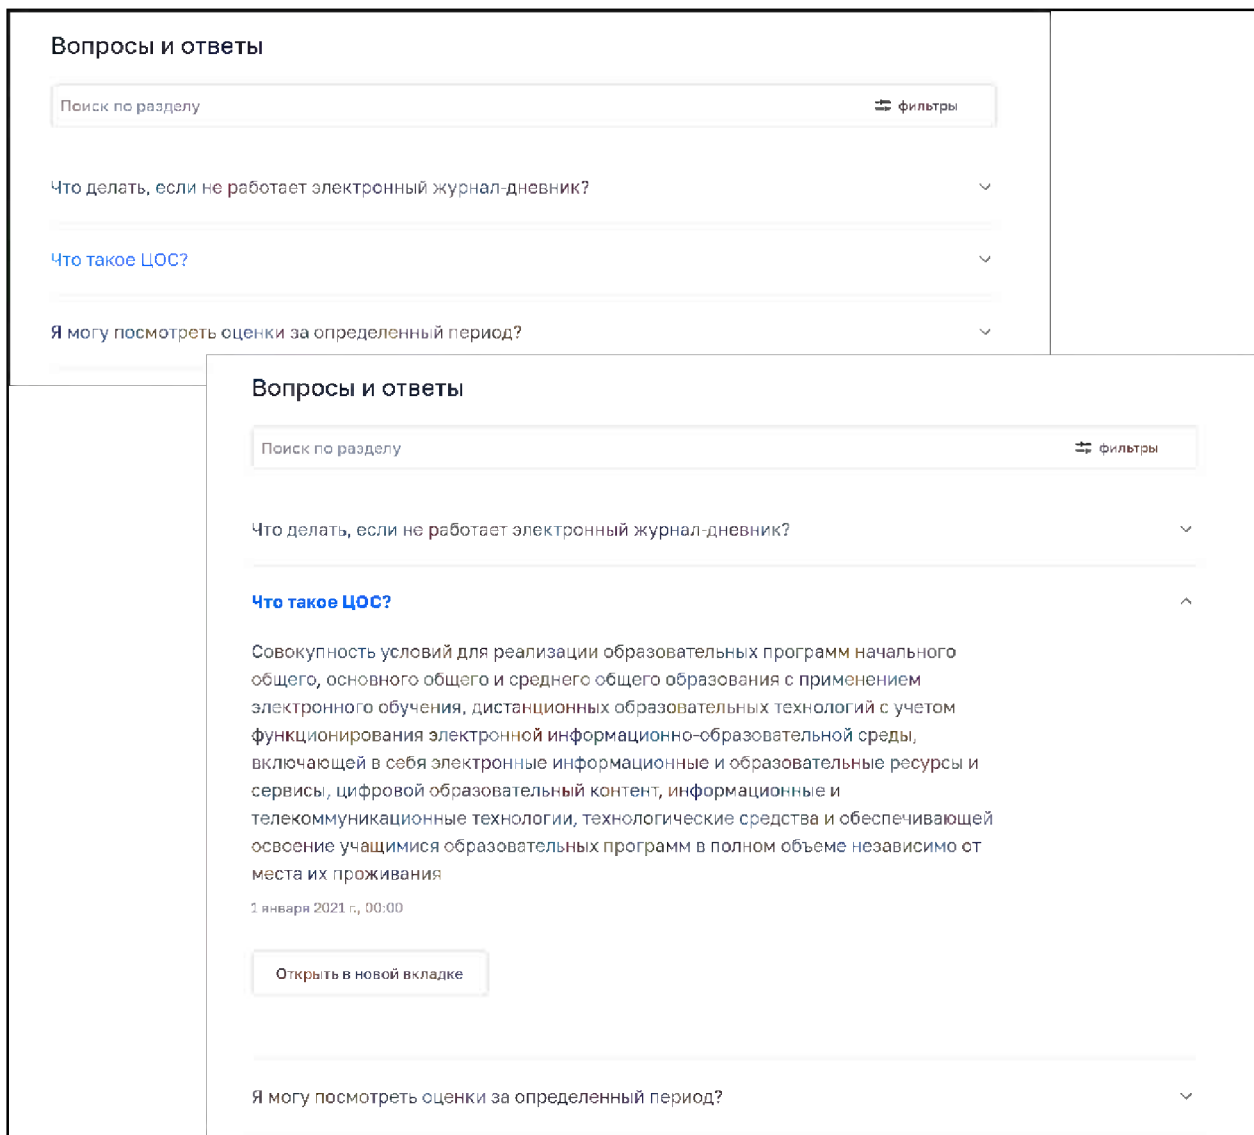 Вопросы и ответы
Поиск по разделу
фильтры
Что делать, если не работает электронный журнал-дневник?
Что такое ЦОС?
Я могу посмотреть оценки за определенный период?
Вопросы и ответы
Поиск по разделу
фильтры
Что делать, если не работает электронный журнал-дневник?
Что такое ЦОС?
Совокупность условий для реализации образовательных программ начального
общего, основного общего и среднего общего образования с применением
электронного обучения, дистанционных образовательных технологий с учетом
функционирования электронной информационно-образовательной среды,
включающей в себя электронные информационные и образовательные ресурсы и
сервисы, цифровой образовательный контент, информационные и
телекоммуникационные технологии, технологические средства и обеспечивающей
освоение учащимися образовательных программ в полном объеме независимо от
места их проживания
1 января 2021 г., 00:00
Открыть в новой вкладке
Я могу посмотреть оценки за определенный период?